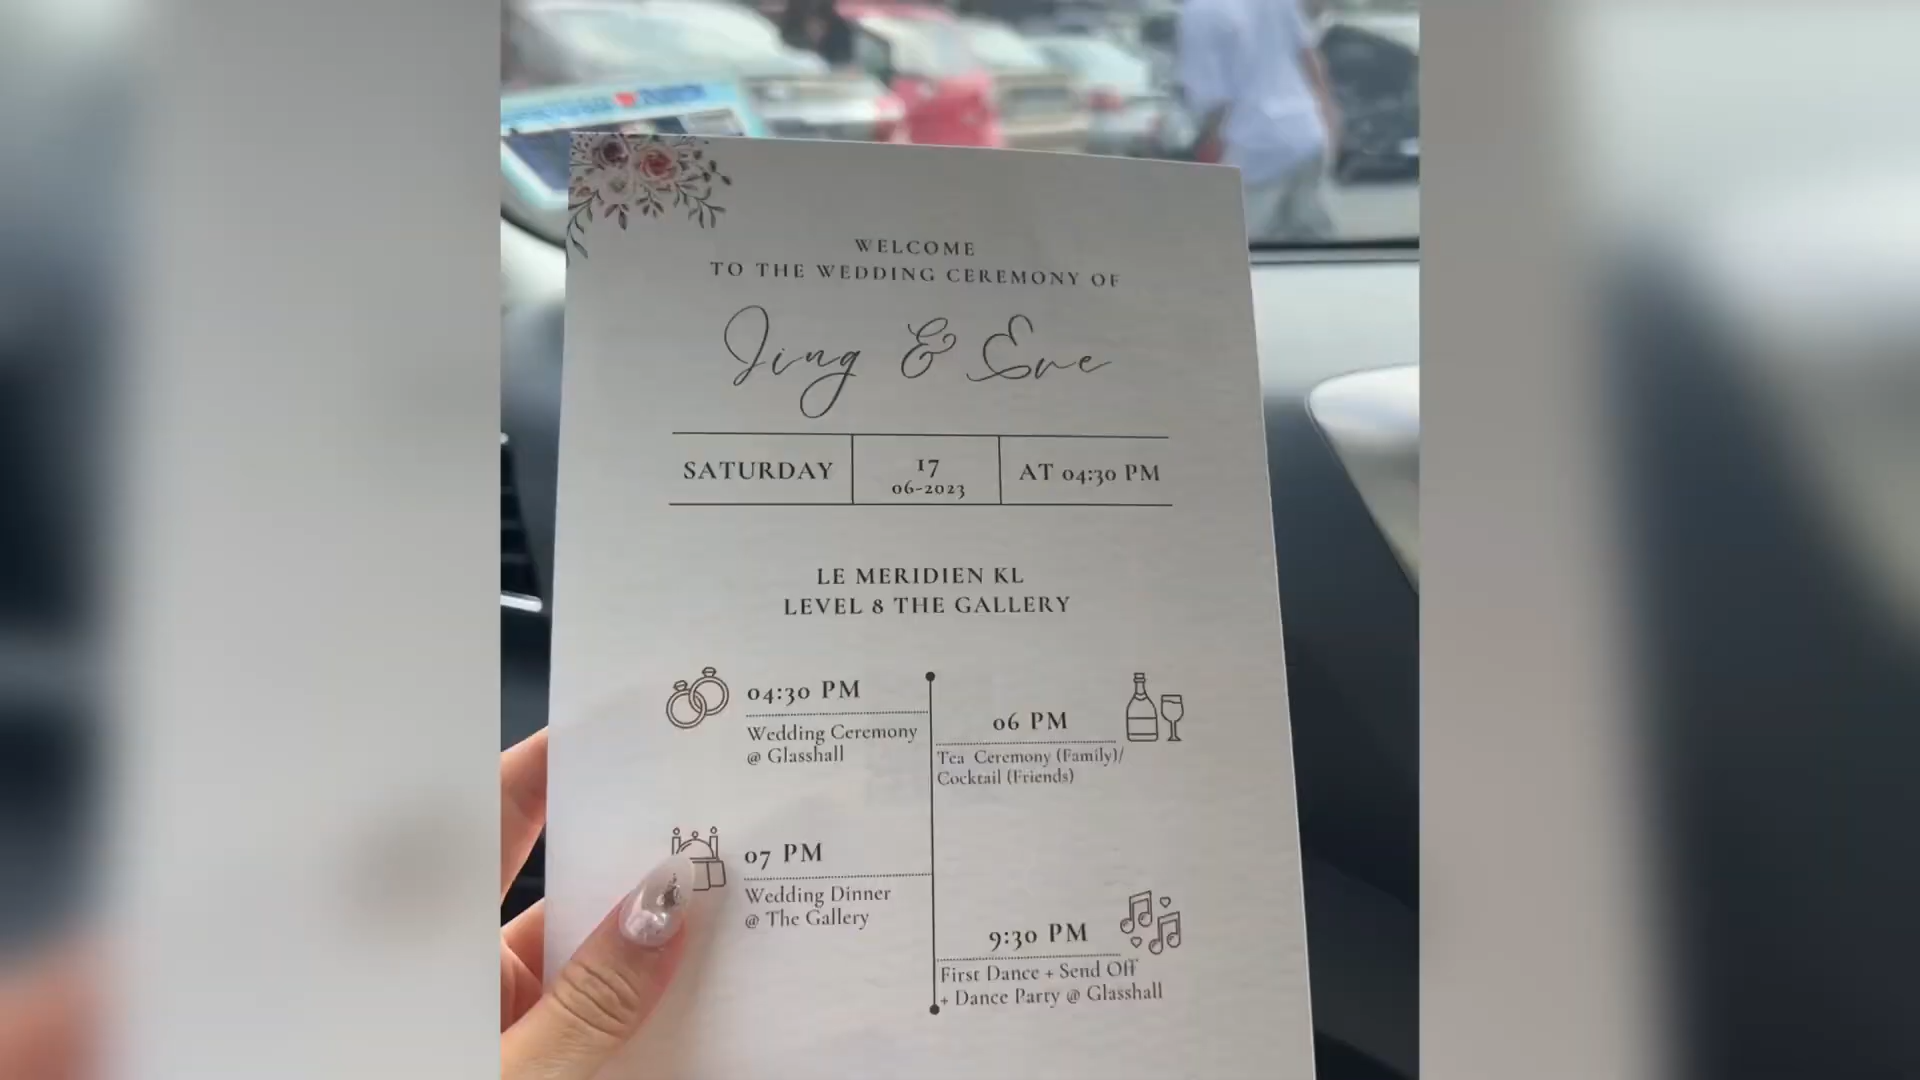 WELCOME
TO THE WEDDING CEREMONY OF
Jing & Eve
SATURDAY
17
06-2023
AT 04:30 PM
LE MERIDIEN KL
LEVEL 8 THE GALLERY
04:30 PM
Wedding Ceremony
@ Glasshall
06 PM
Tea Ceremony (Family)/
Cocktail (Friends)
07 PM
Wedding Dinner
@ The Gallery
9:30 PM
First Dance + Send Off
+ Dance Party @ Glasshall